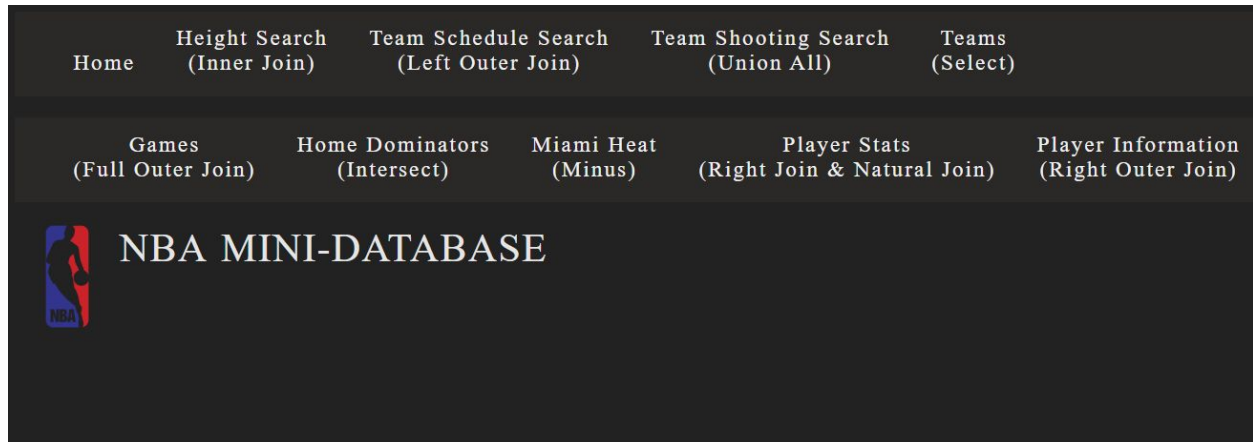 Home
Height Search
(Inner Join)
Team Schedule Search
(Left Outer Join)
Team Shooting Search
(Union All)
Teams
(Select)
Games
(Full Outer Join)
Home Dominators
(Intersect)
Miami Heat
(Minus)
Player Stats
(Right Join & Natural Join)
Player Information
(Right Outer Join)
NBA MINI-DATABASE
NBA